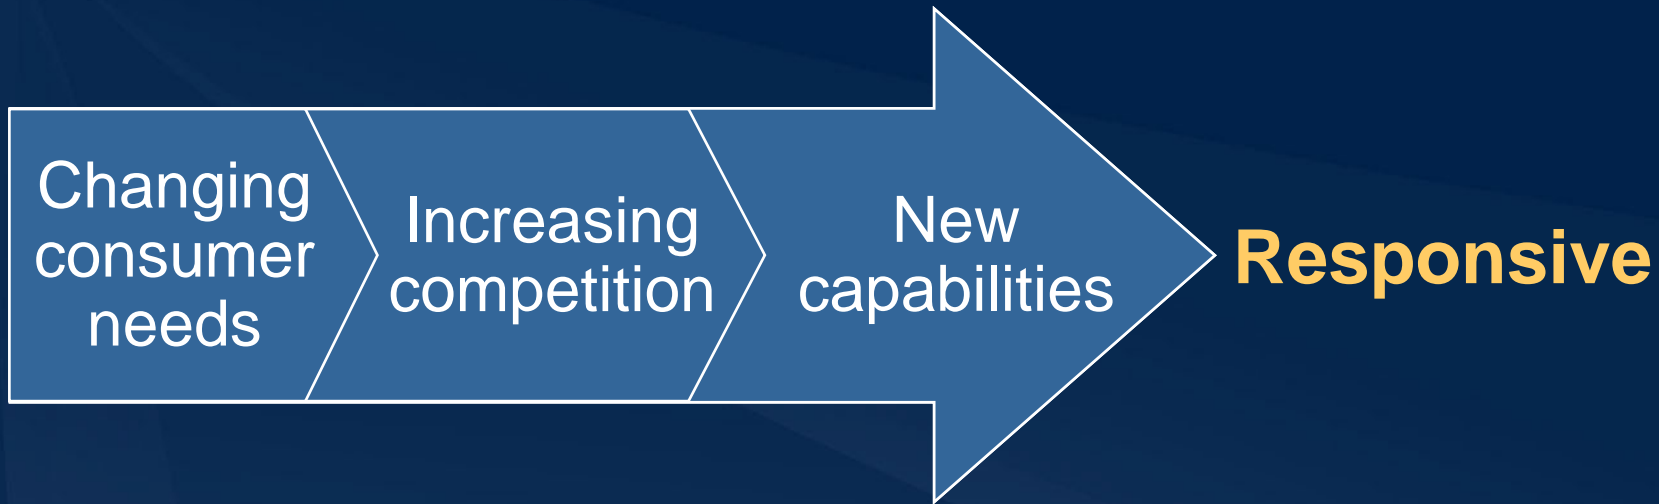 Changing
consumer
needs
Increasing
competition
New
capabilities
Responsive